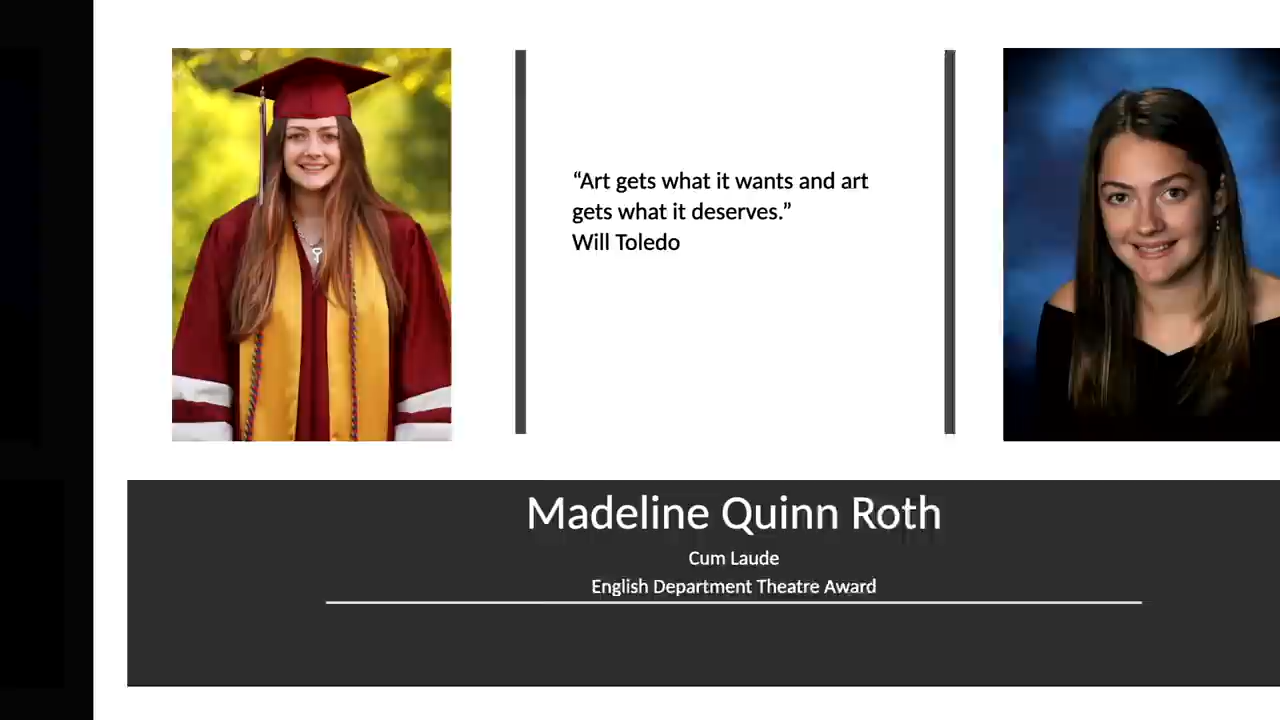 “Art gets what it wants and art
gets what it deserves.”
Will Toledo
Madeline Quinn Roth
Cum Laude
English Department Theatre Award